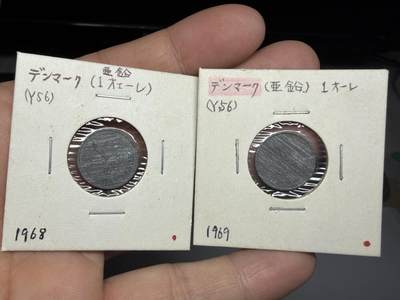 亜鉛
デンマーク (1オェーレ)
(Y56)
1968
デンマーク (亜鉛) 1オーレ
(Y56)
1969